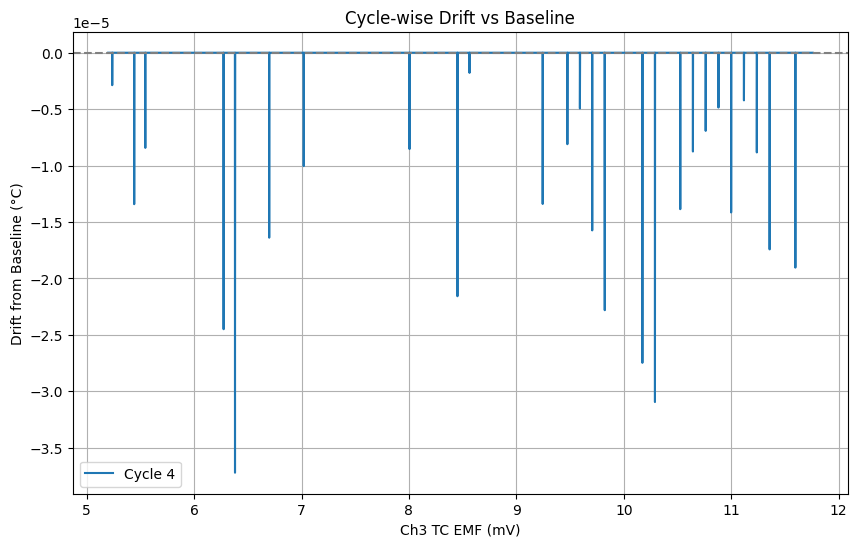 Cycle-wise Drift vs Baseline
1e−5
0.0
−0.5
−1.0
−1.5
−2.0
−2.5
−3.0
−3.5
Drift from Baseline (°C)
Cycle 4
5 6 7 8 9 10 11 12
Ch3 TC EMF (mV)